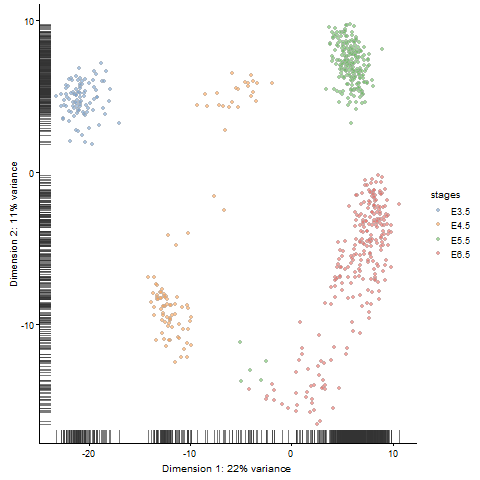 10
0
-10
Dimension 2: 11% variance
-20
-10
0
10
Dimension 1: 22% variance
stages
E3.5
E4.5
E5.5
E6.5